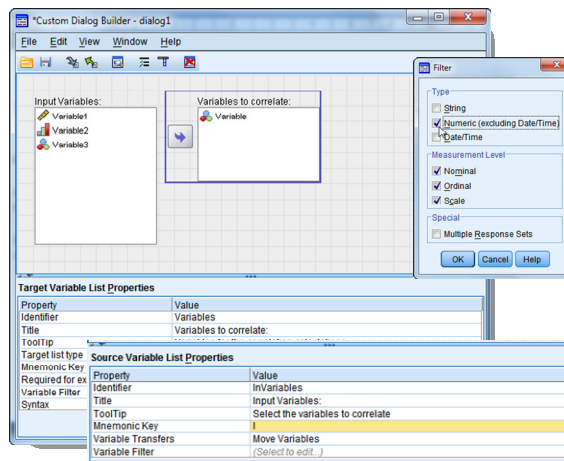 *Custom Dialog Builder - dialog1
File Edit View Window Help
Input Variables:
Variable1
Variable2
Variable3
Variables to correlate:
Variable
Filter
Type
String
Numeric (excluding Date/Time)
Date/Time
Measurement Level
Nominal
Ordinal
Scale
Special
Multiple Response Sets
OK Cancel Help
Target Variable List Properties
Property Value
Identifier Variables
Title Variables to correlate:
ToolTip
Target list type
Mnemonic Key
Required for ex
Variable Filter
Syntax
Source Variable List Properties
Property Value
Identifier InVariables
Title Input Variables:
ToolTip Select the variables to correlate
Mnemonic Key I
Variable Transfers Move Variables
Variable Filter (Select to edit...)